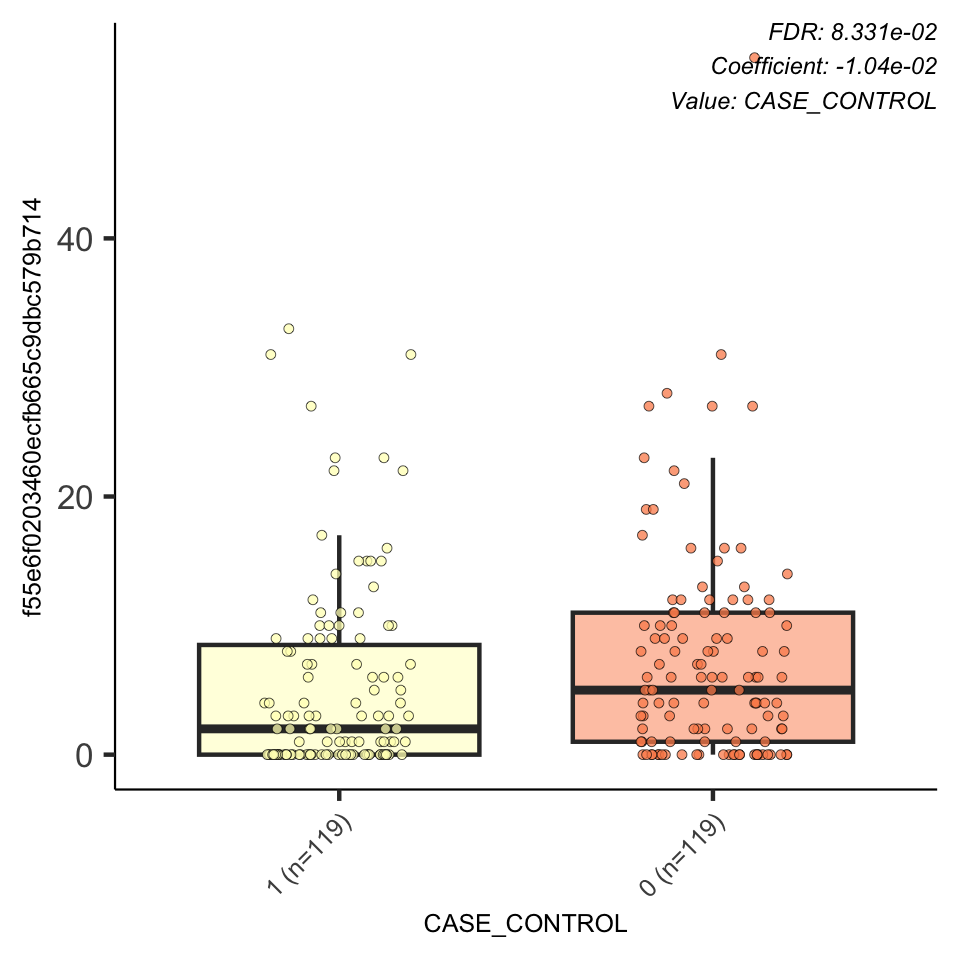 FDR: 8.331e-02
Coefficient: -1.04e-02
Value: CASE_CONTROL
f55e6f0203460ecfb665c9dbc579b714
40
20
0
1 (n=119)
0 (n=119)
CASE_CONTROL